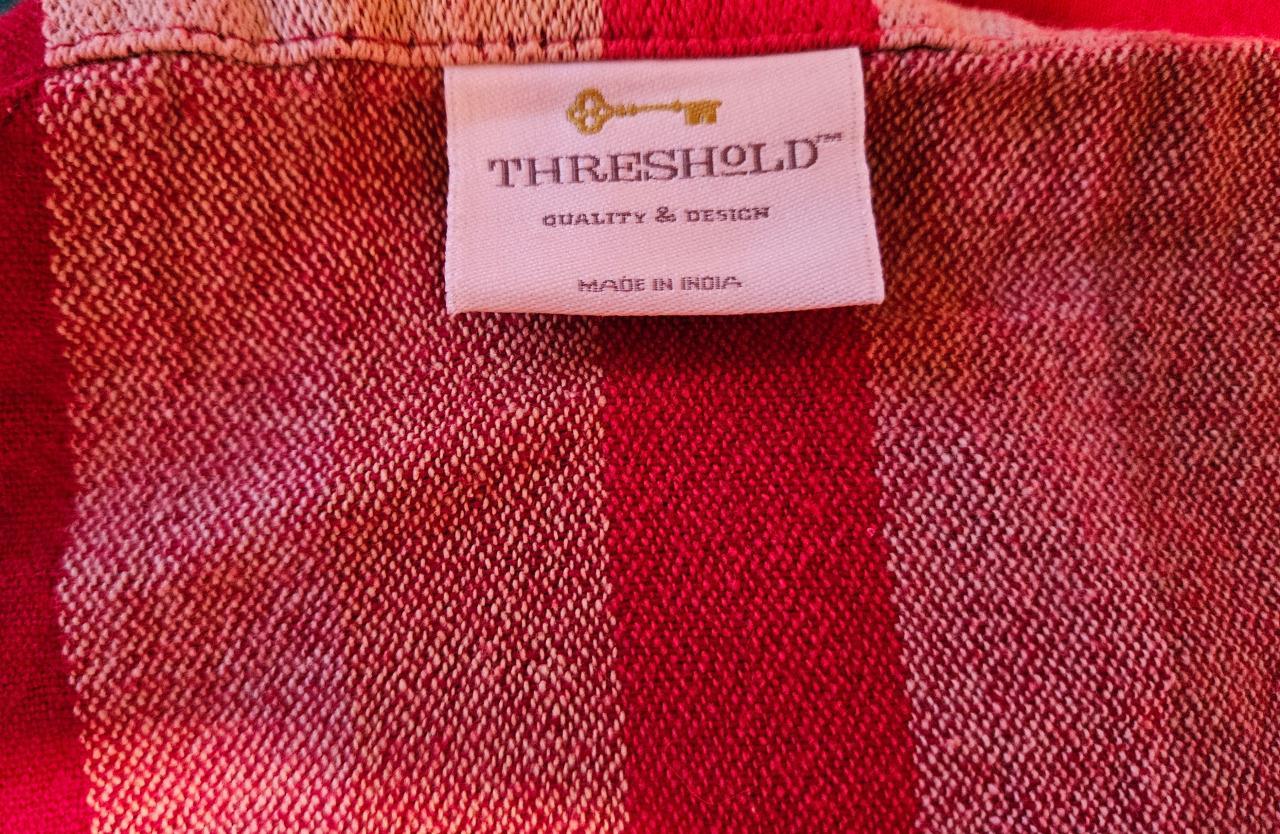 THRESHOLD™
QUALITY & DESIGN
MADE IN INDIA